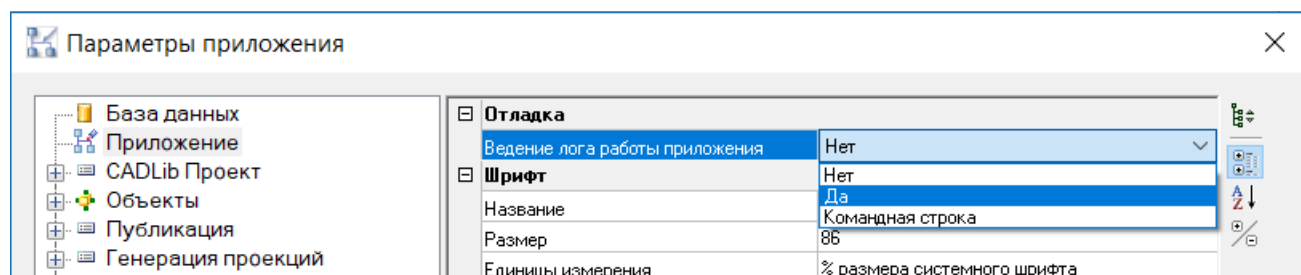 Параметры приложения
База данных
Приложение
CADLib Проект
Объекты
Публикация
Генерация проекций
Отладка
Ведение лога работы приложения Нет
Нет
Да
Командная строка
Шрифт
Название
Размер 86
Единицы измерения % размера системного шрифта